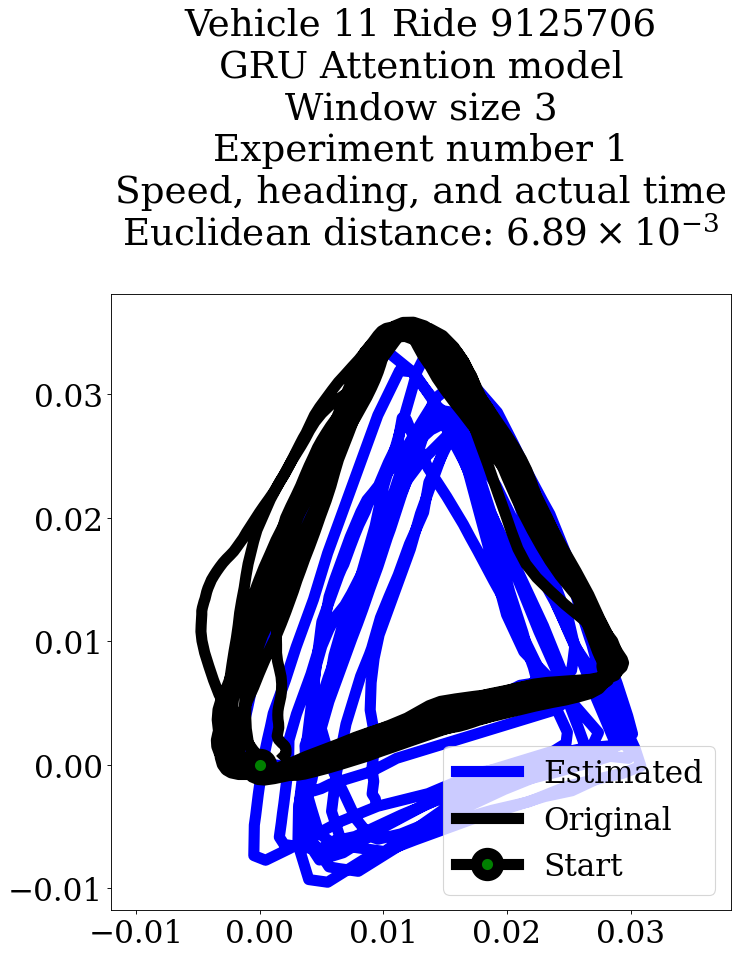 Vehicle 11 Ride 9125706
GRU Attention model
Window size 3
Experiment number 1
Speed, heading, and actual time
Euclidean distance: 6.89 × 10⁻³
0.03
0.02
0.01
0.00
−0.01
−0.01 0.00 0.01 0.02 0.03
Estimated
Original
Start